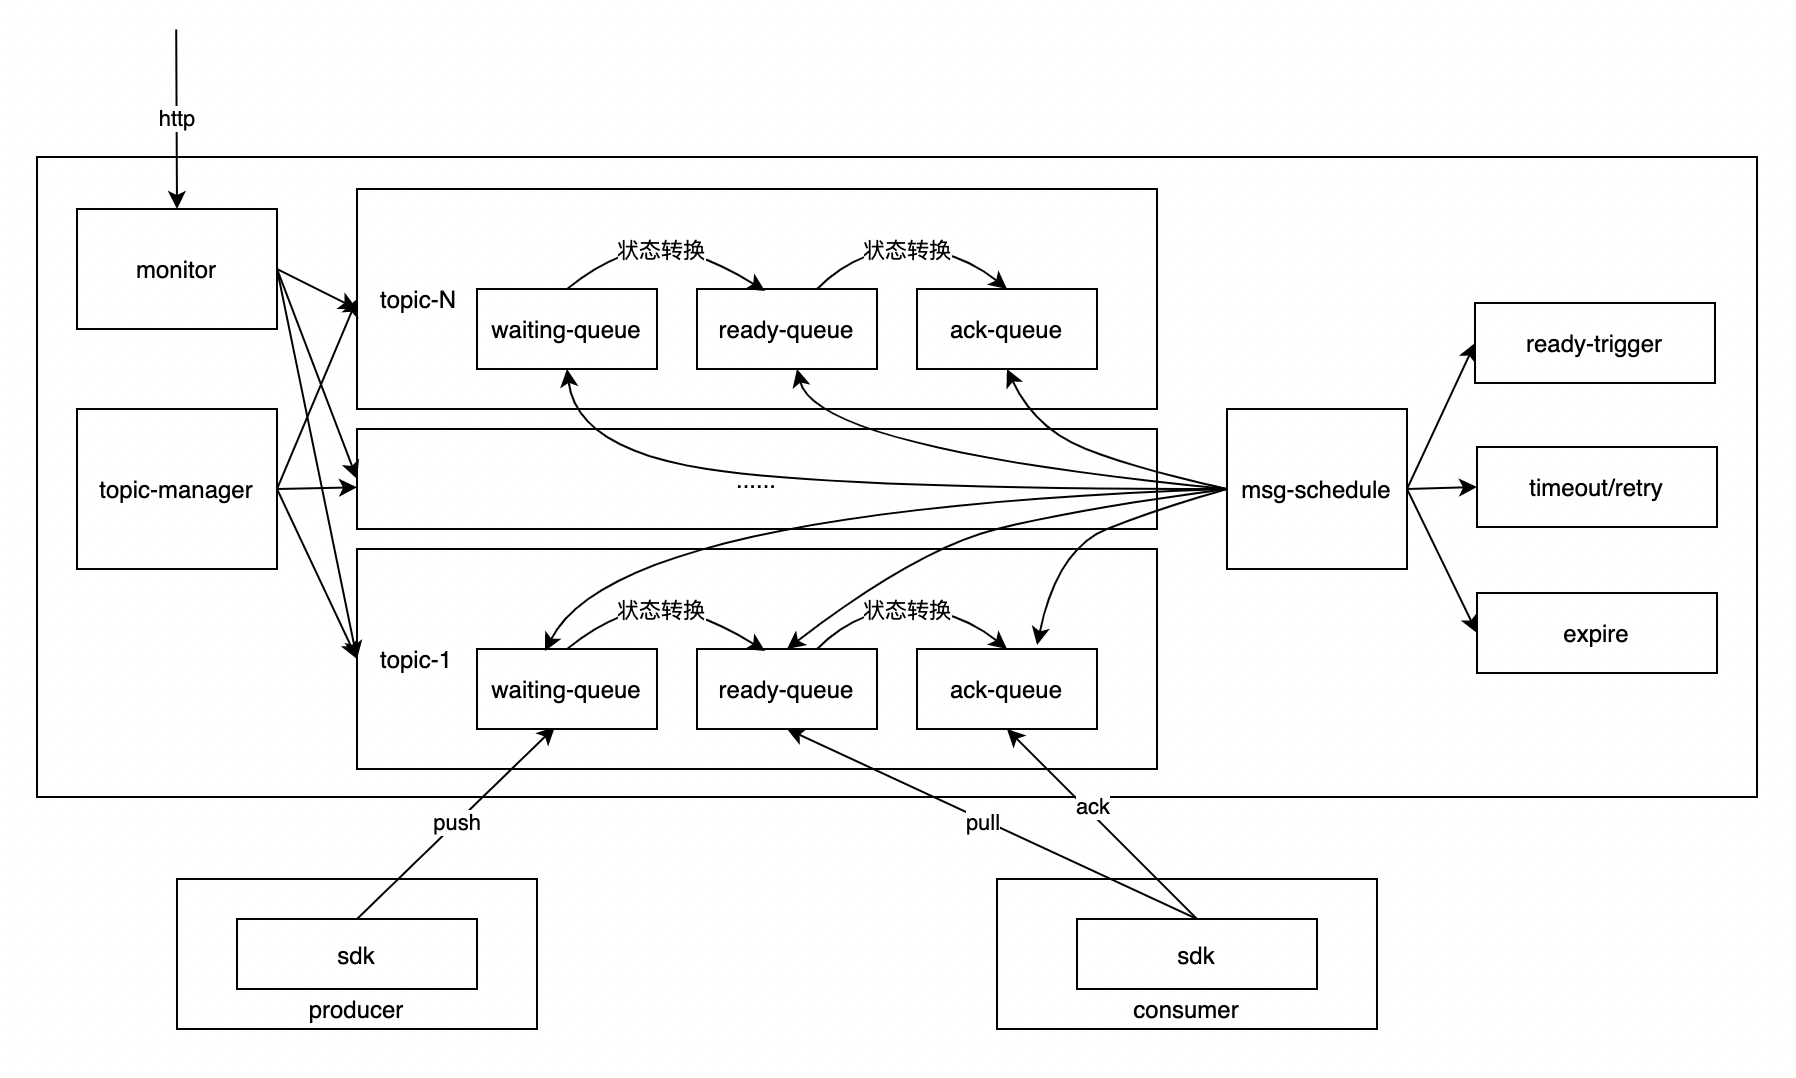 http
monitor
topic-manager
topic-N
状态转换
状态转换
waiting-queue
ready-queue
ack-queue
......
topic-1
状态转换
状态转换
waiting-queue
ready-queue
ack-queue
msg-schedule
ready-trigger
timeout/retry
expire
push
pull
ack
sdk
producer
sdk
consumer